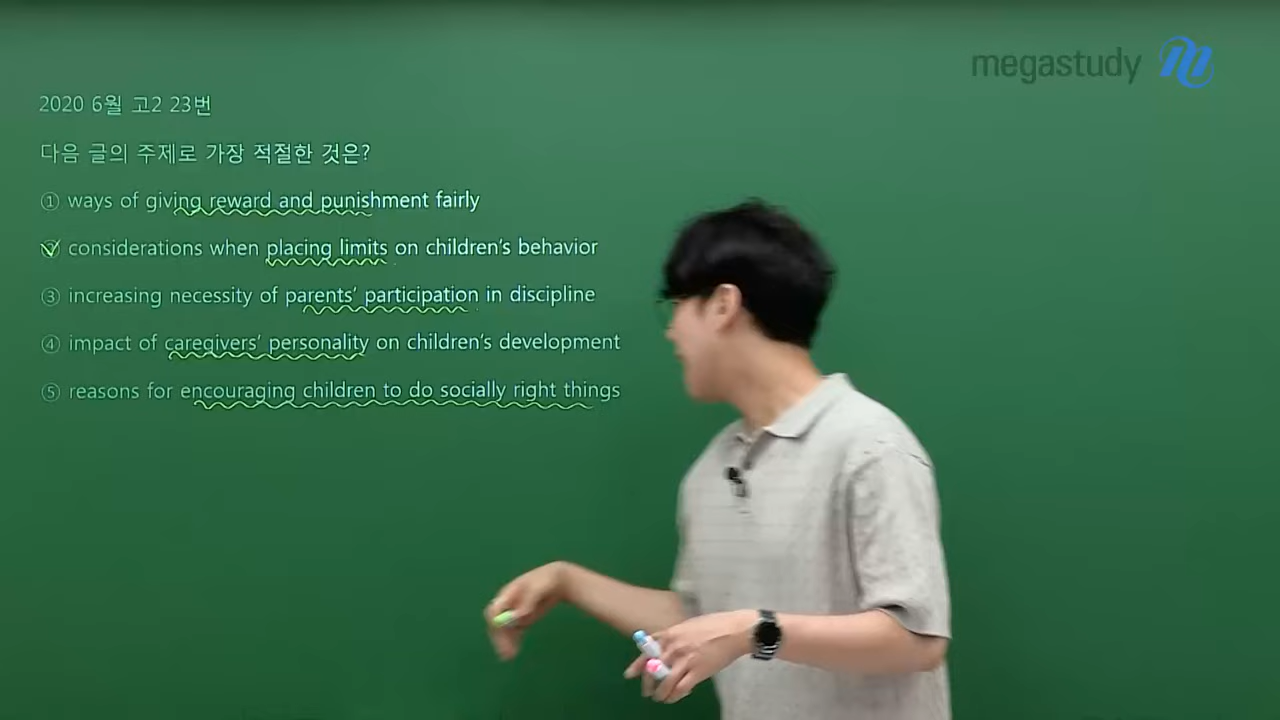 megastudy
2020 6월 고2 23번
다음 글의 주제로 가장 적절한 것은?
① ways of giving reward and punishment fairly
② considerations when placing limits on children's behavior
③ increasing necessity of parents' participation in discipline
④ impact of caregivers' personality on children's development
⑤ reasons for encouraging children to do socially right things